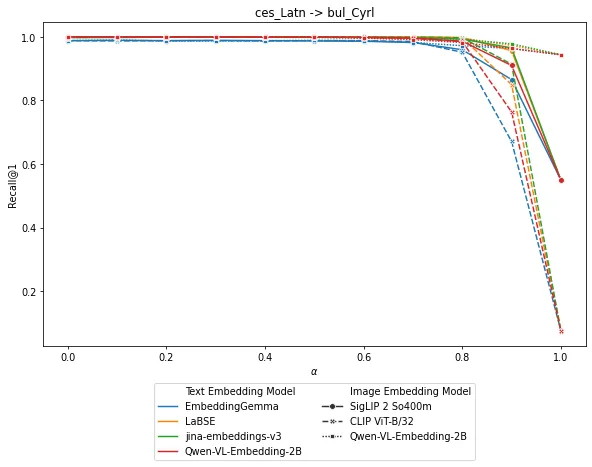 ces_Latn -> bul_Cyrl
Recall@1
1.0
0.8
0.6
0.4
0.2
0.0 0.2 0.4 0.6 0.8 1.0
α
Text Embedding Model Image Embedding Model
EmbeddingGemma SigLIP 2 So400m
LaBSE CLIP ViT-B/32
jina-embeddings-v3 Qwen-VL-Embedding-2B
Qwen-VL-Embedding-2B